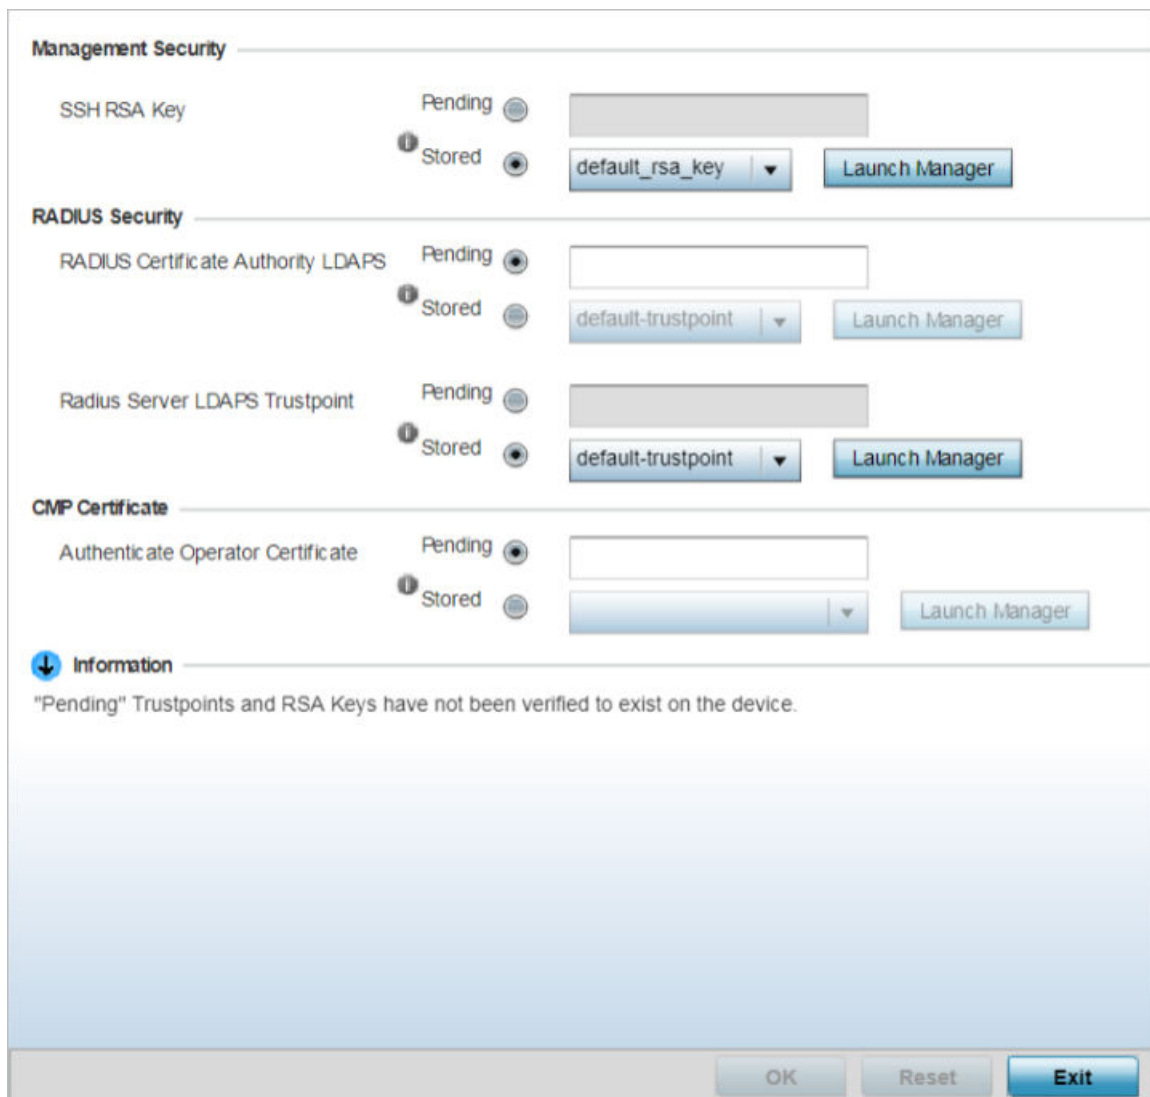 Management Security
SSH RSA Key
Pending
Stored
default_rsa_key
Launch Manager
RADIUS Security
RADIUS Certificate Authority LDAPS
Pending
Stored
default-trustpoint
Launch Manager
Radius Server LDAPS Trustpoint
Pending
Stored
default-trustpoint
Launch Manager
CMP Certificate
Authenticate Operator Certificate
Pending
Stored
Launch Manager
Information
"Pending" Trustpoints and RSA Keys have not been verified to exist on the device.
OK
Reset
Exit